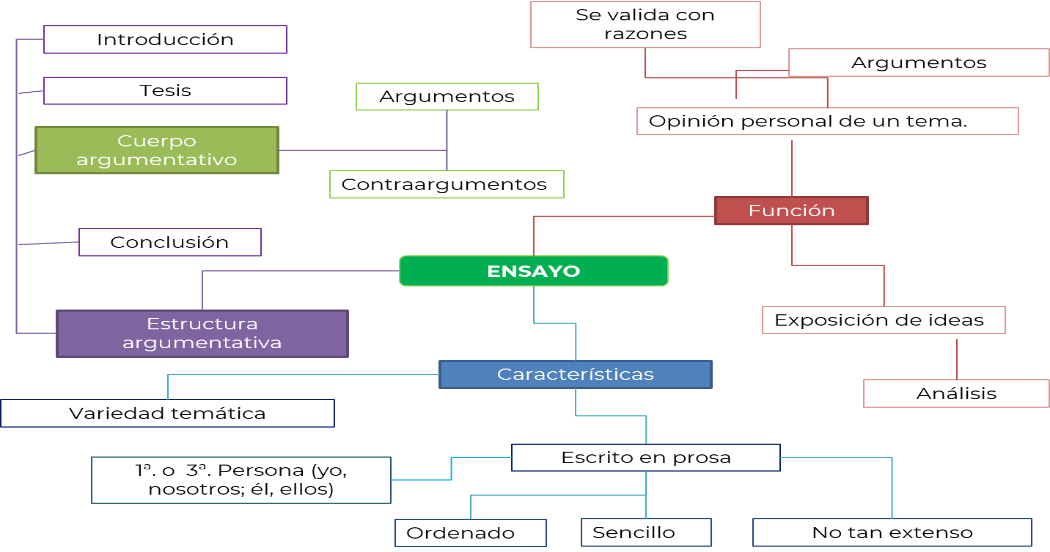 Introducción
Tesis
Cuerpo
argumentativo
Argumentos
Contraargumentos
Conclusión
Estructura
argumentativa
Se valida con
razones
Argumentos
Opinión personal de un tema.
Función
ENSAYO
Exposición de ideas
Análisis
Características
Variedad temática
Escrito en prosa
1ª. o 3ª. Persona (yo,
nosotros; él, ellos)
Ordenado
Sencillo
No tan extenso